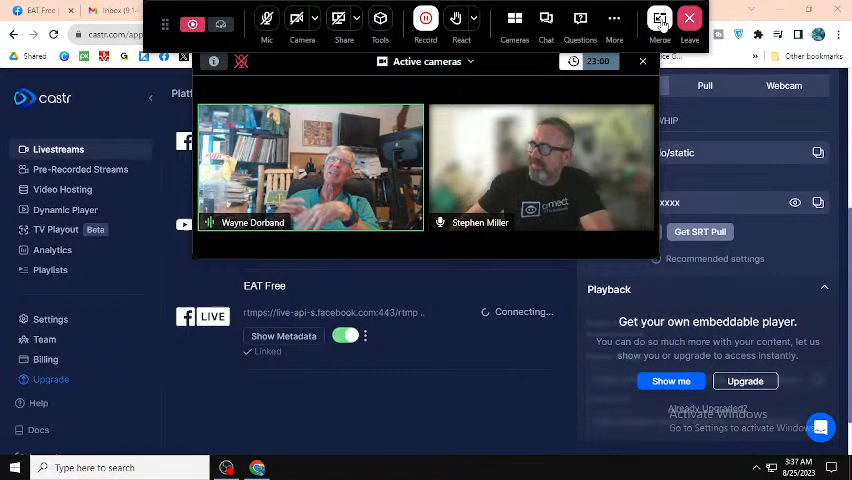 EAT Free
Inbox (9
castr.com/app
Drive
Other bookmarks
Mic
Camera
Share
Tools
Record
React
Cameras
Chat
Questions
More
Merge
Leave
Active cameras
23:00
Wayne Dorband
Stephen Miller
castr
Livestreams
Pre-Recorded Streams
Video Hosting
Dynamic Player
TV Playout Beta
Analytics
Playlists
Settings
Team
Billing
Upgrade
Help
Docs
Platf
EAT Free
LIVE
rtmps://live-api-s.facebook.com:443/rtmp ..
Connecting...
Show Metadata
Linked
Pull
Webcam
WHIP
io/static
xxxx
Get SRT Pull
Recommended settings
Playback
Get your own embeddable player.
You can do so much more with your content, let us
show you or upgrade to access instantly.
Show me
Upgrade
Already Upgraded?
Activate Windows
Go to Settings to activate Windows
Type here to search
3:37 AM
8/25/2023